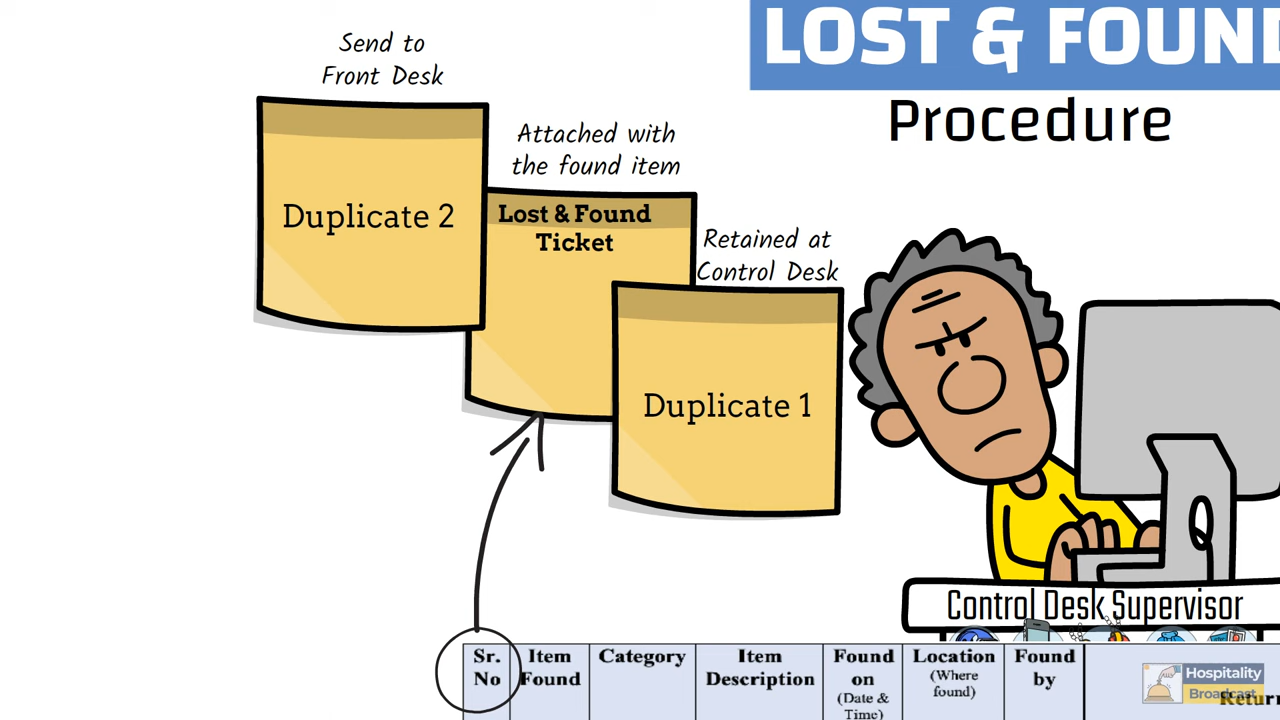 LOST & FOUND
Procedure
Send to
Front Desk
Duplicate 2
Attached with
the found item
Lost & Found
Ticket
Retained at
Control Desk
Duplicate 1
Control Desk Supervisor
Sr.
No
Item
Found
Category
Item
Description
Found
on
(Date &
Time)
Location
(Where
found)
Found
by
Hospitality
Broadcast